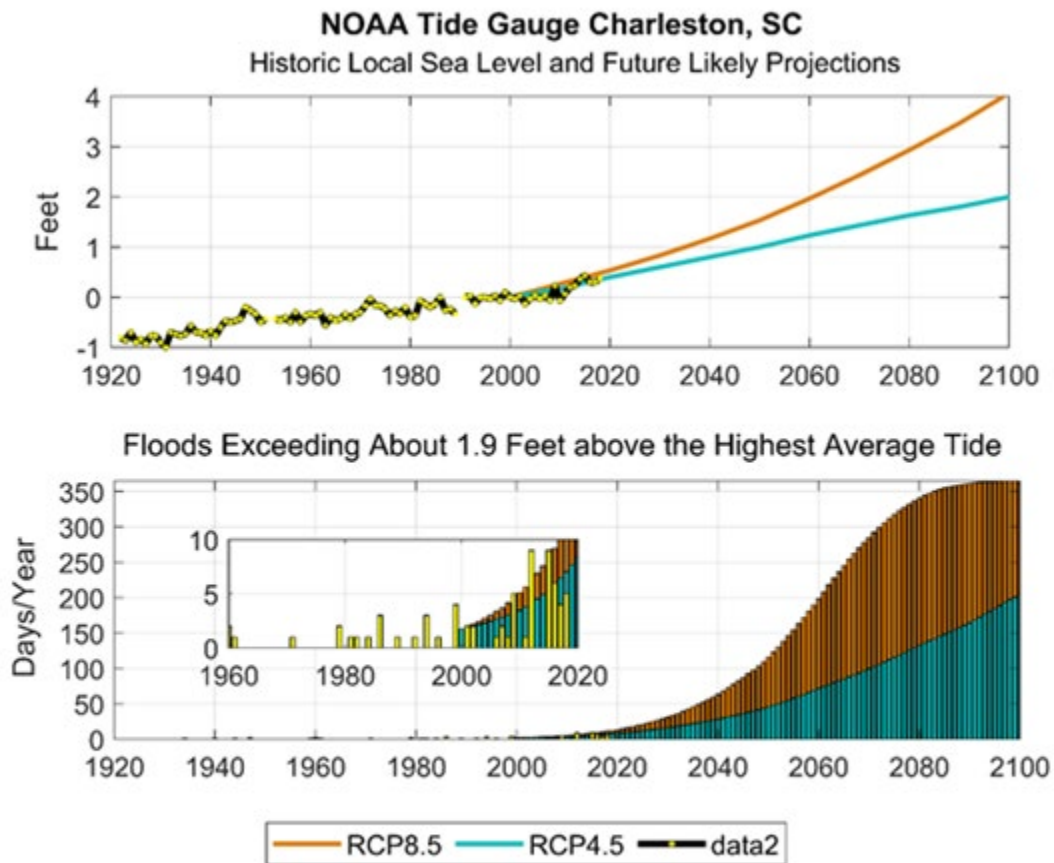 NOAA Tide Gauge Charleston, SC
Historic Local Sea Level and Future Likely Projections
Feet
4
3
2
1
0
-1
1920 1940 1960 1980 2000 2020 2040 2060 2080 2100
Floods Exceeding About 1.9 Feet above the Highest Average Tide
Days/Year
350
300
250
200
150
100
50
0
10
5
0
1960 1980 2000 2020
1920 1940 1960 1980 2000 2020 2040 2060 2080 2100
RCP8.5 RCP4.5 data2